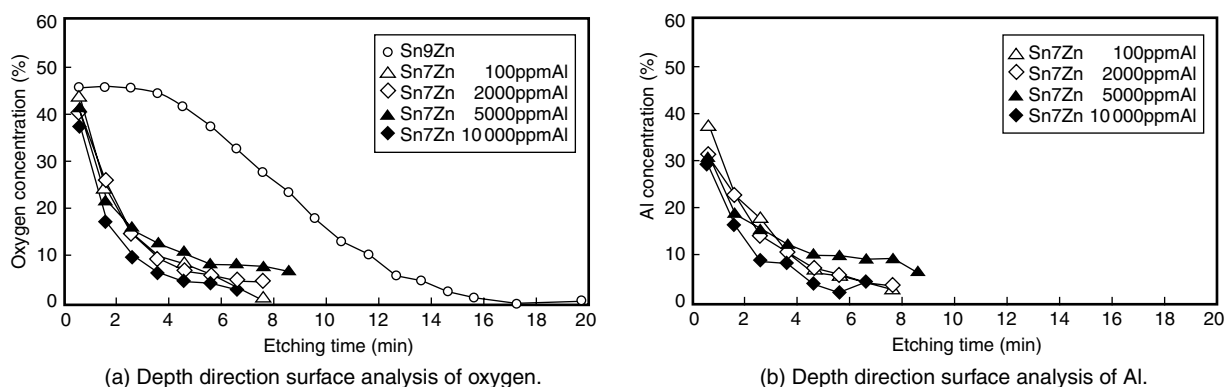 60
50
40
30
20
10
0
Oxygen concentration (%)
Sn9Zn
Sn7Zn 100ppmAl
Sn7Zn 2000ppmAl
Sn7Zn 5000ppmAl
Sn7Zn 10 000ppmAl
0 2 4 6 8 10 12 14 16 18 20
Etching time (min)
(a) Depth direction surface analysis of oxygen.
60
50
40
30
20
10
0
Al concentration (%)
Sn7Zn 100ppmAl
Sn7Zn 2000ppmAl
Sn7Zn 5000ppmAl
Sn7Zn 10 000ppmAl
0 2 4 6 8 10 12 14 16 18 20
Etching time (min)
(b) Depth direction surface analysis of Al.